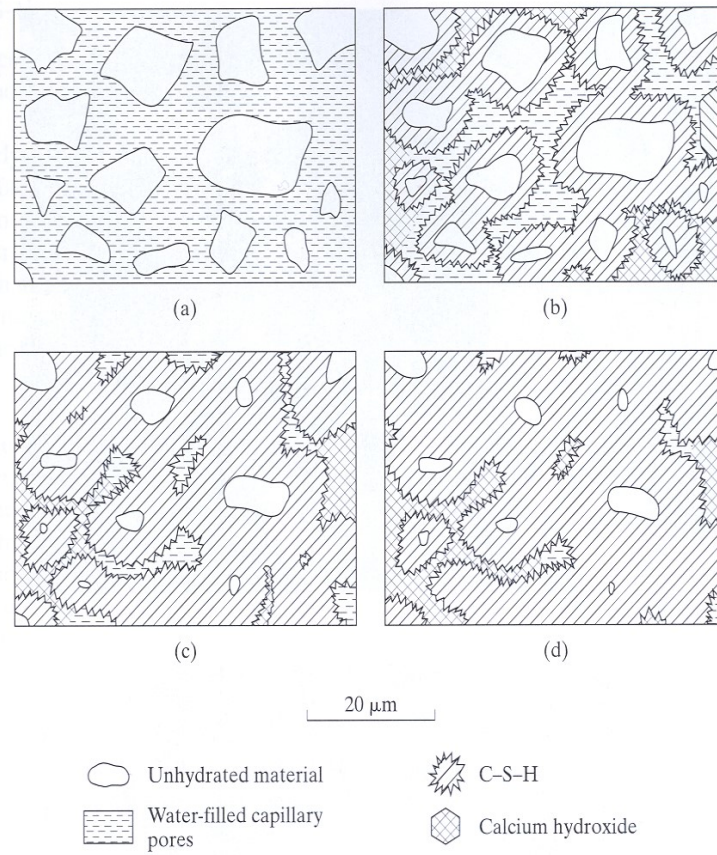 (a)
(b)
(c)
(d)
20 μm
Unhydrated material
C–S–H
Water-filled capillary
pores
Calcium hydroxide